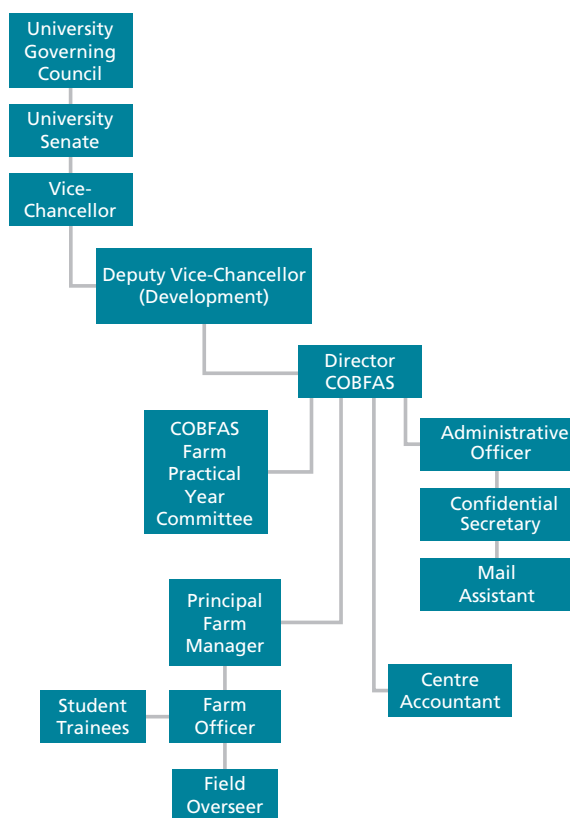 University
Governing
Council
University
Senate
Vice-
Chancellor
Deputy Vice-Chancellor
(Development)
Director
COBFAS
COBFAS
Farm
Practical
Year
Committee
Administrative
Officer
Confidential
Secretary
Mail
Assistant
Principal
Farm
Manager
Centre
Accountant
Student
Trainees
Farm
Officer
Field
Overseer